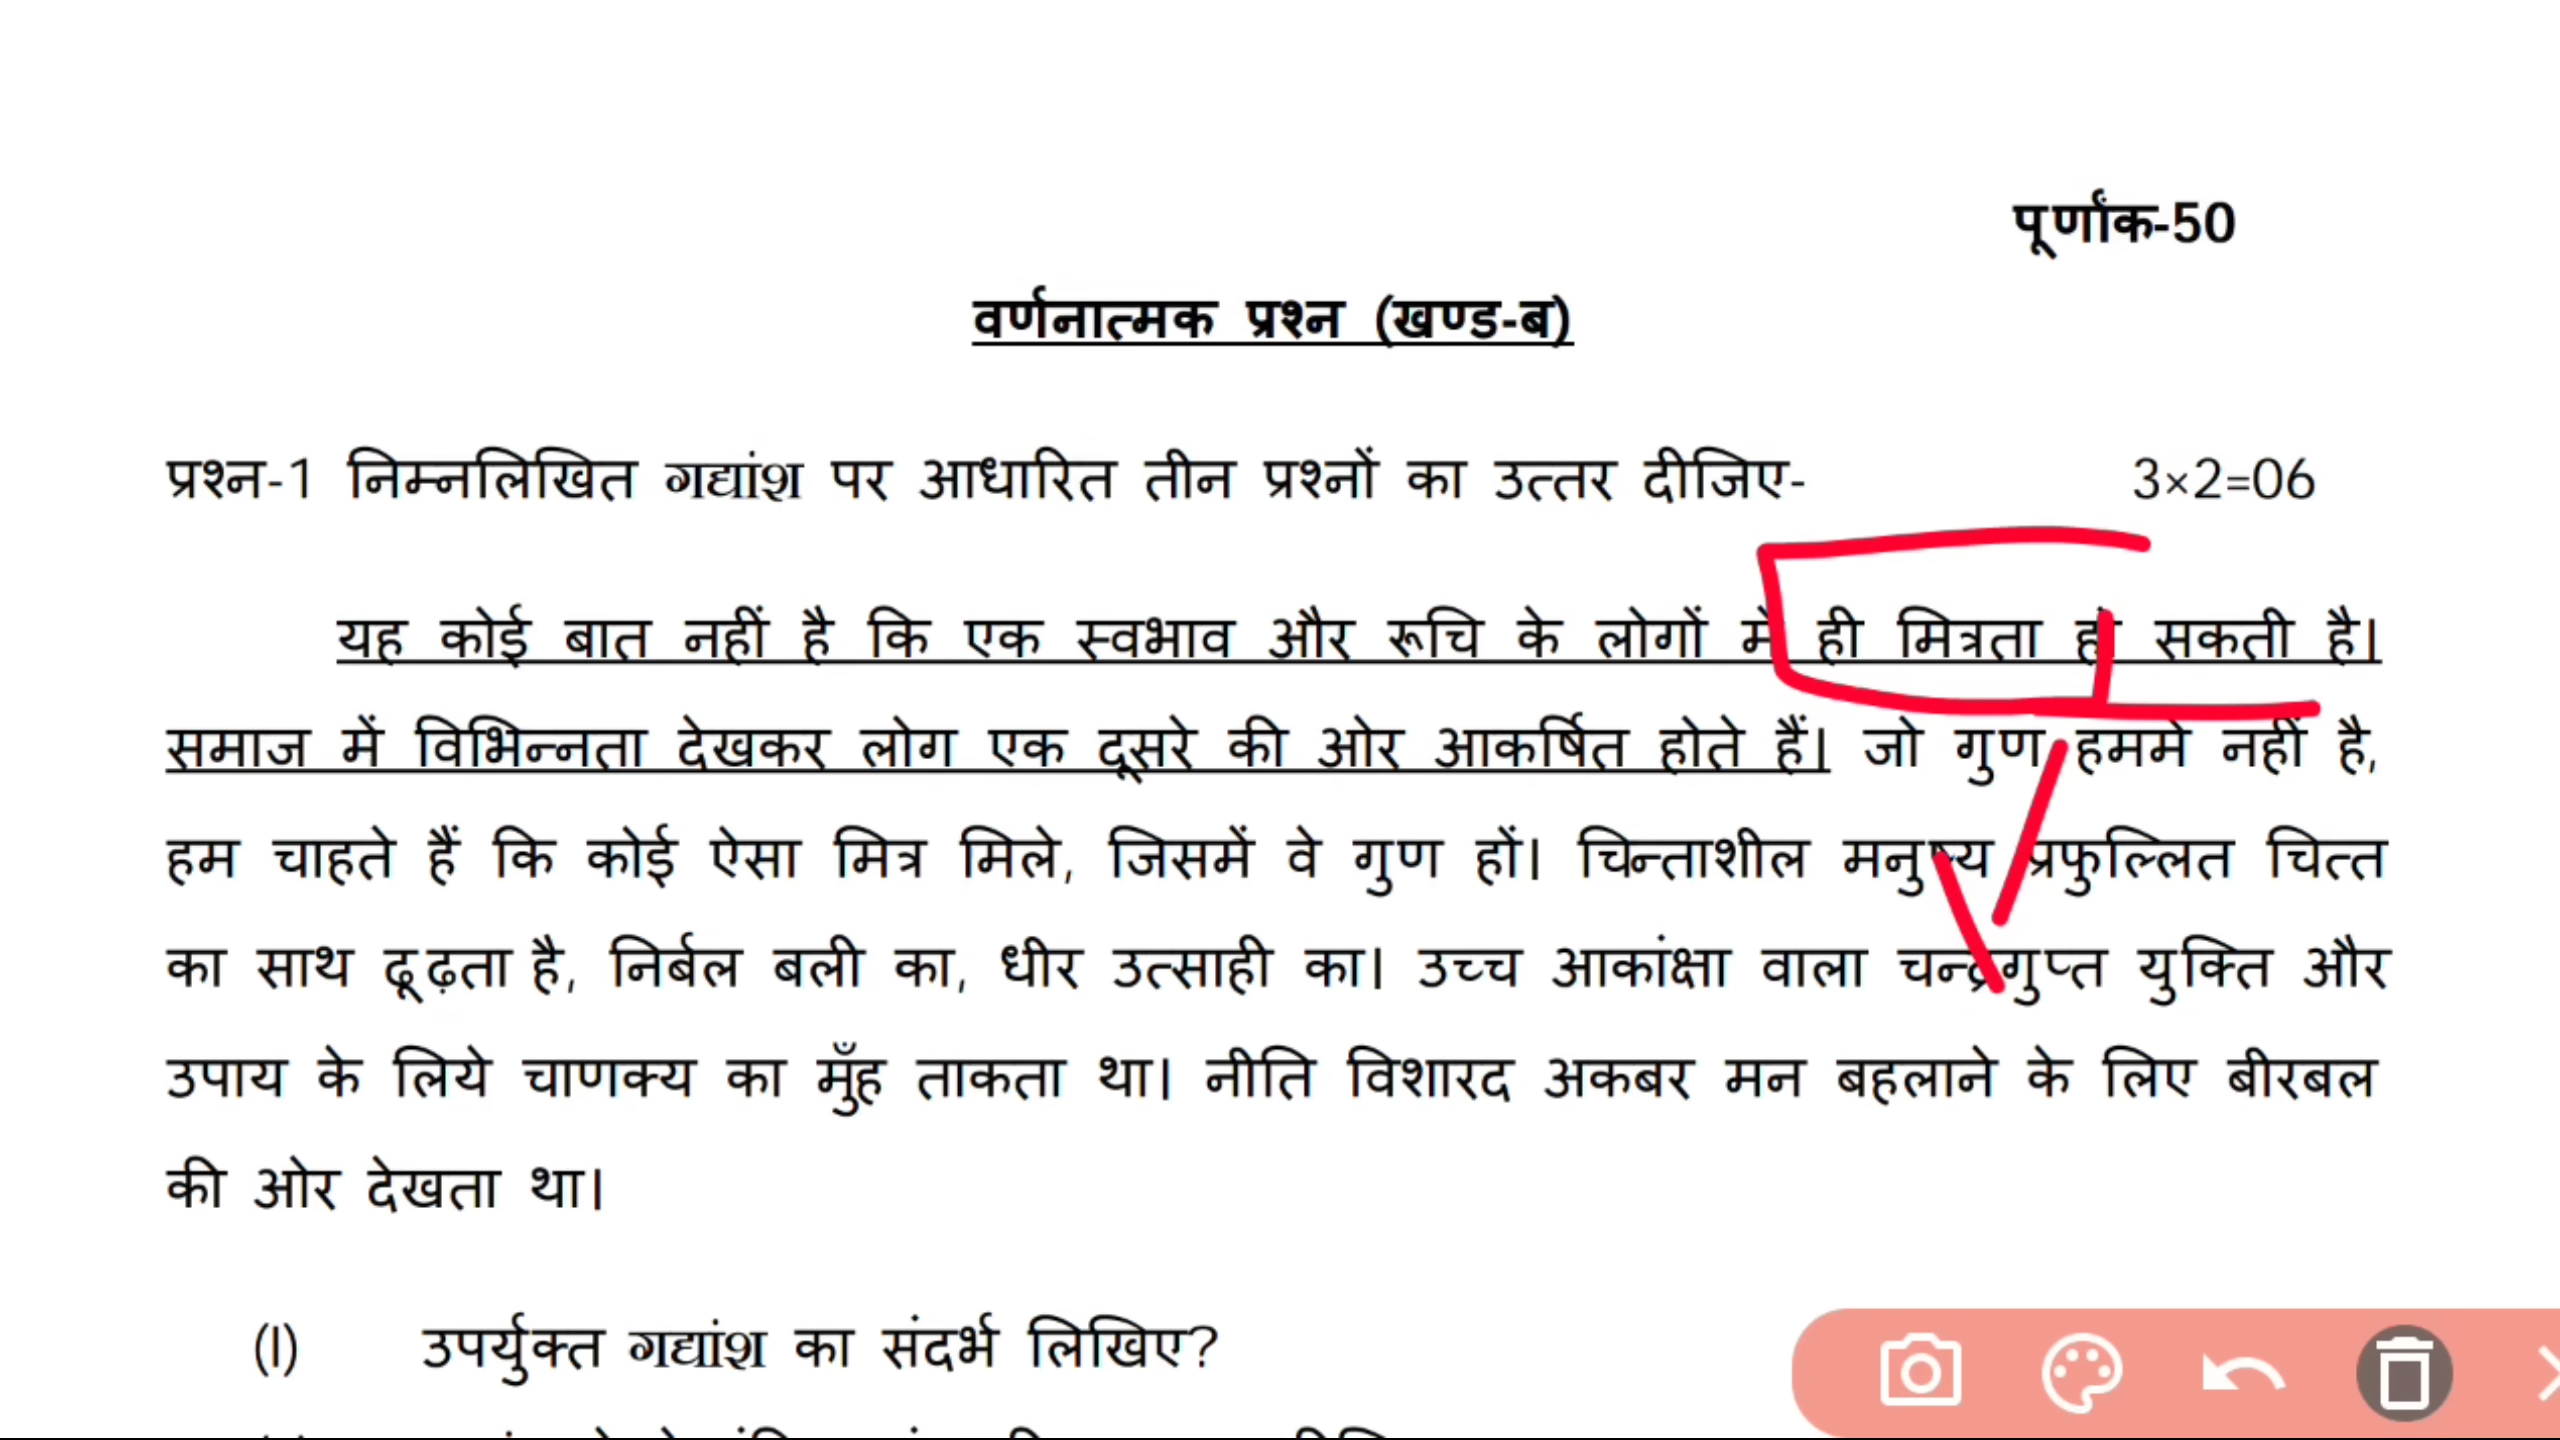 पूर्णांक-50
वर्णनात्मक प्रश्न (खण्ड-ब)
प्रश्न-1 निम्नलिखित गद्यांश पर आधारित तीन प्रश्नों का उत्तर दीजिए- 3×2=06
यह कोई बात नहीं है कि एक स्वभाव और रूचि के लोगों में ही मित्रता हो सकती है।
समाज में विभिन्नता देखकर लोग एक दूसरे की ओर आकर्षित होते हैं। जो गुण हममे नहीं है,
हम चाहते हैं कि कोई ऐसा मित्र मिले, जिसमें वे गुण हों। चिन्ताशील मनुष्य प्रफुल्लित चित्त
का साथ ढूढ़ता है, निर्बल बली का, धीर उत्साही का। उच्च आकांक्षा वाला चन्द्रगुप्त युक्ति और
उपाय के लिये चाणक्य का मुँह ताकता था। नीति विशारद अकबर मन बहलाने के लिए बीरबल
की ओर देखता था।
(I) उपर्युक्त गद्यांश का संदर्भ लिखिए?